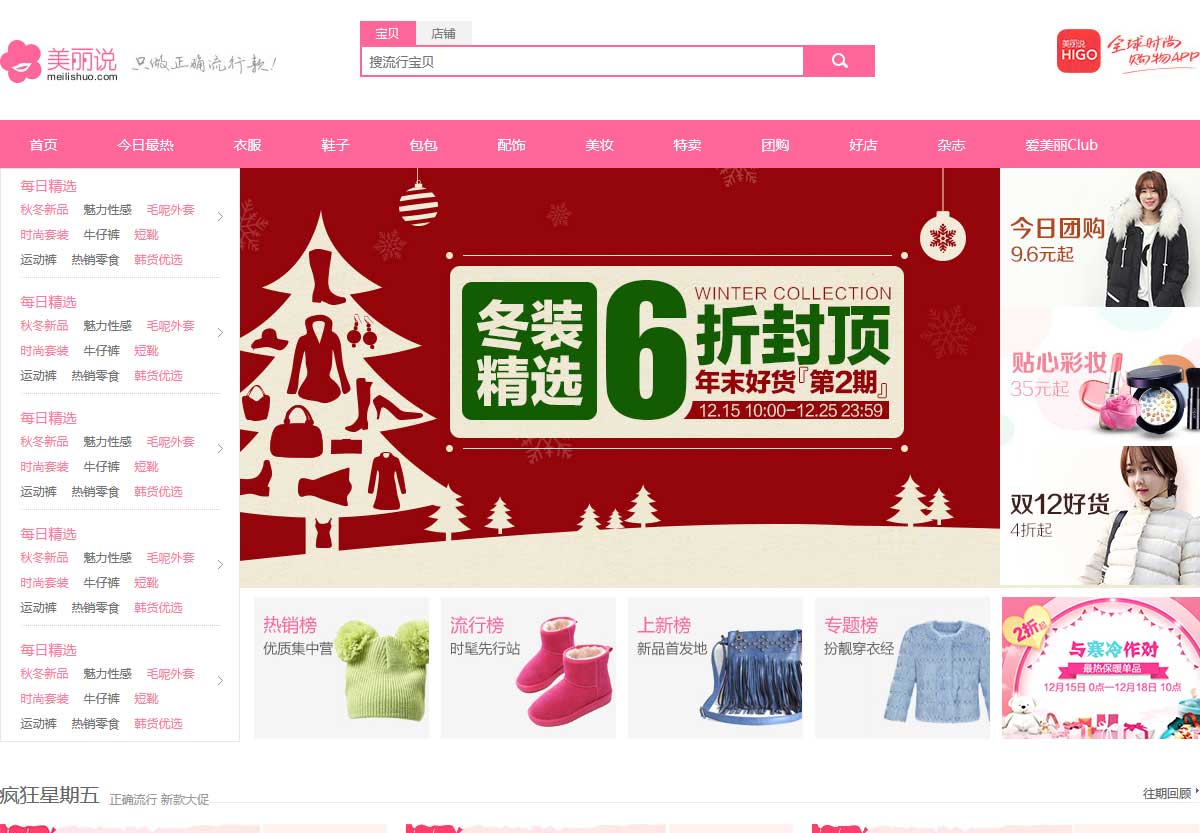 宝贝 店铺
美丽说
meilishuo.com
只做正确流行款!
搜流行宝贝
美丽说
HIGO
全球时尚
购物APP
首页 今日最热 衣服 鞋子 包包 配饰 美妆 特卖 团购 好店 杂志 爱美丽Club
每日精选
秋冬新品 魅力性感 毛呢外套
时尚套装 牛仔裤 短靴
运动裤 热销零食 韩货优选
每日精选
秋冬新品 魅力性感 毛呢外套
时尚套装 牛仔裤 短靴
运动裤 热销零食 韩货优选
每日精选
秋冬新品 魅力性感 毛呢外套
时尚套装 牛仔裤 短靴
运动裤 热销零食 韩货优选
每日精选
秋冬新品 魅力性感 毛呢外套
时尚套装 牛仔裤 短靴
运动裤 热销零食 韩货优选
每日精选
秋冬新品 魅力性感 毛呢外套
时尚套装 牛仔裤 短靴
运动裤 热销零食 韩货优选
冬装
精选
6
WINTER COLLECTION
折封顶
年末好货『第2期』
12.15 10:00-12.25 23:59
今日团购
9.6元起
贴心彩妆
35元起
双12好货
4折起
热销榜
优质集中营
流行榜
时髦先行站
上新榜
新品首发地
专题榜
扮靓穿衣经
2折起
与寒冷作对
最热保暖单品
12月15日 0点—12月18日 10点
疯狂星期五 正确流行 新款大促
往期回顾